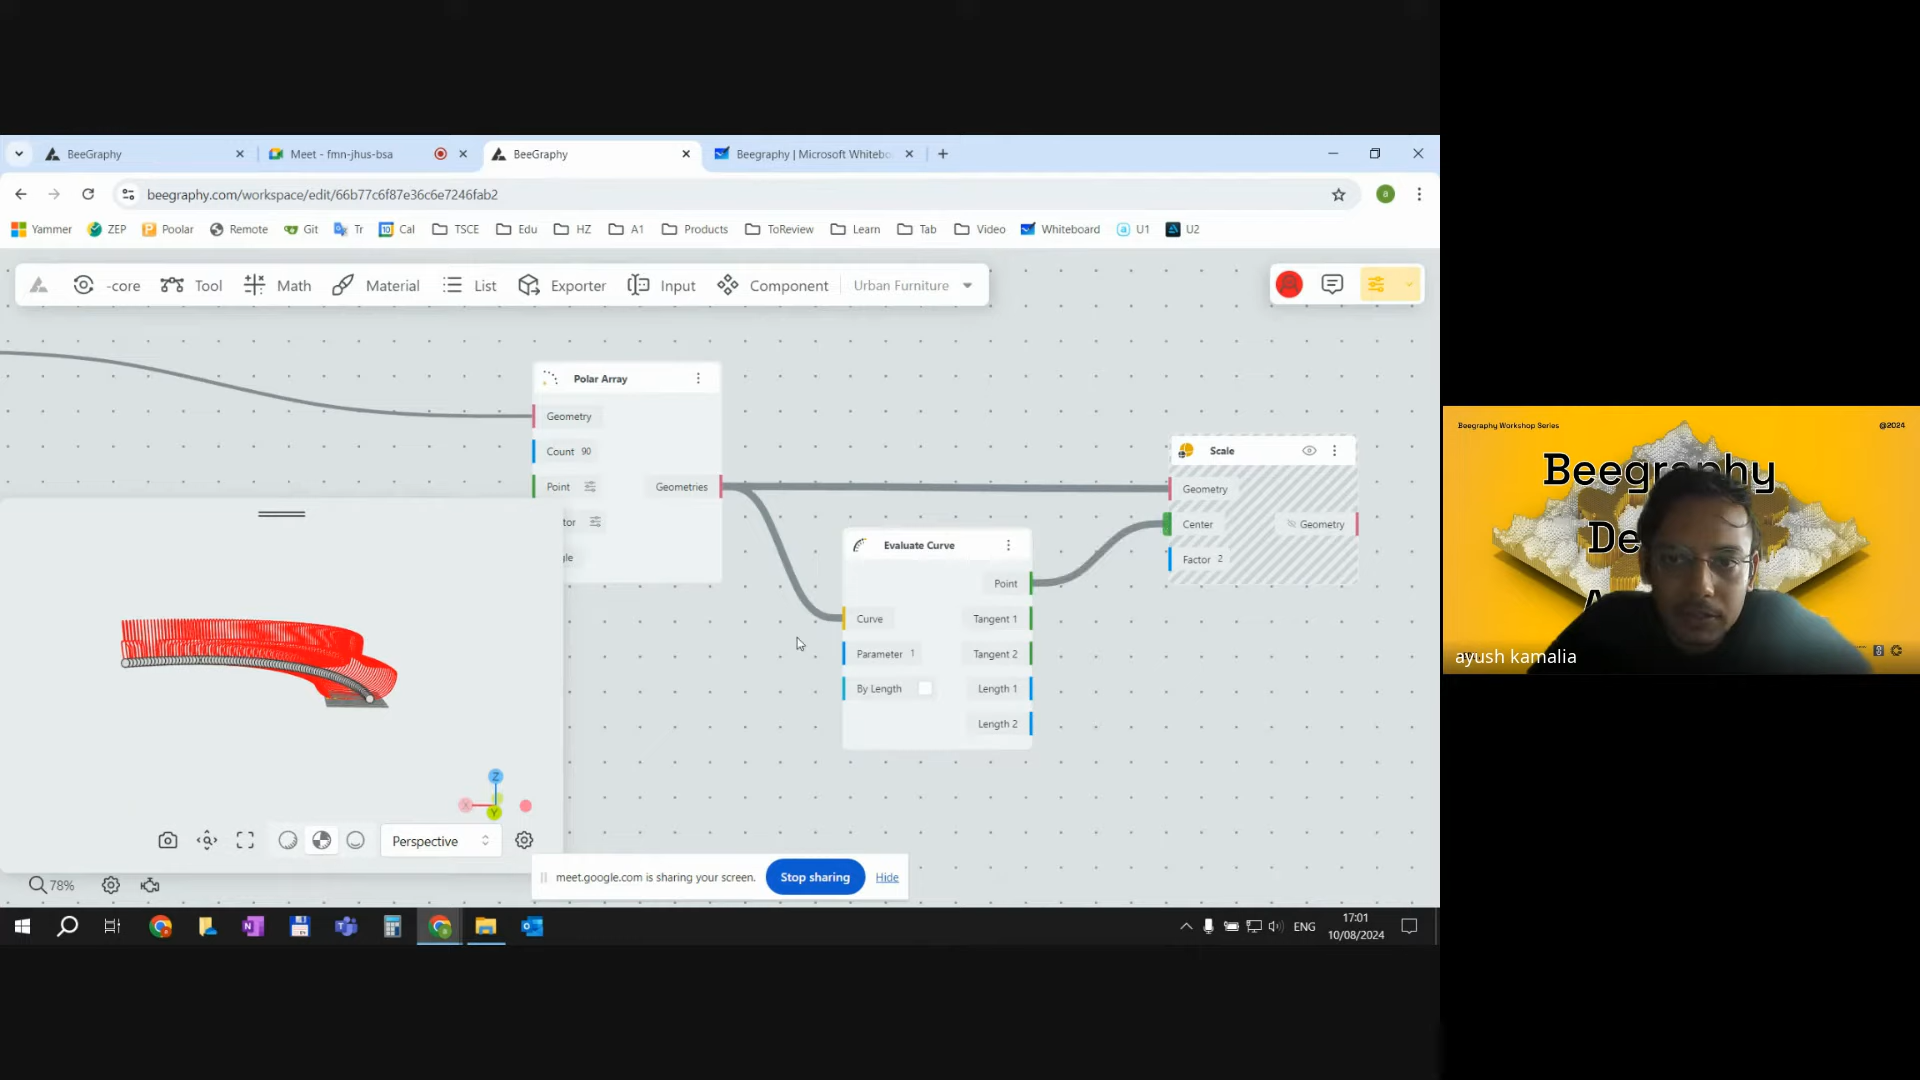 BeeGraphy
Meet - fmn-jhus-bsa
BeeGraphy
Beegraphy | Microsoft Whitebo
beegraphy.com/workspace/edit/66b77c6f87e36c6e7246fab2
a
Yammer
ZEP
Poolar
Remote
Git
Tr
Cal
TSCE
Edu
HZ
A1
Products
ToReview
Learn
Tab
Video
Whiteboard
U1
U2
-core
Tool
Math
Material
List
Exporter
Input
Component
Urban Furniture
Polar Array
Geometry
Count 90
Point
Geometries
tor
gle
Evaluate Curve
Point
Curve
Tangent 1
Parameter 1
Tangent 2
By Length
Length 1
Length 2
Scale
Geometry
Center
Geometry
Factor 2
Z
X
Y
Perspective
78%
meet.google.com is sharing your screen.
Stop sharing
Hide
ENG
17:01
10/08/2024
Beegraphy Workshop Series
@2024
Beegraphy
De
ayush kamalia